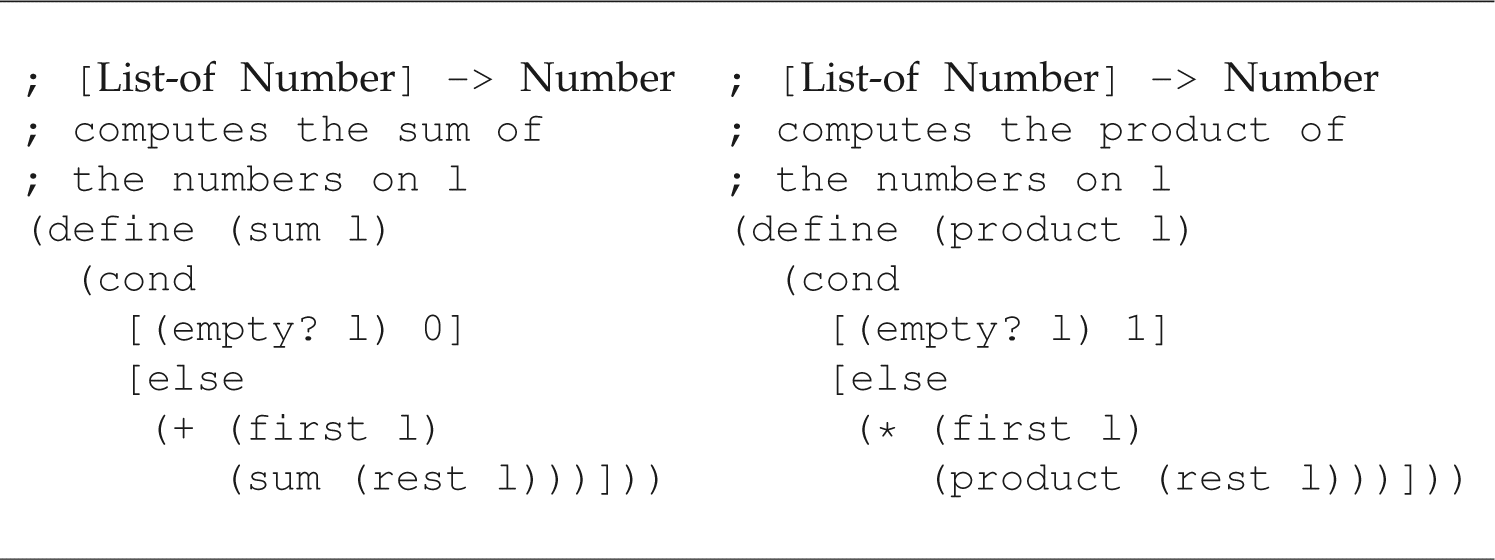 ; [List-of Number] -> Number
; computes the sum of
; the numbers on l
(define (sum l)
  (cond
    [(empty? l) 0]
    [else
     (+ (first l)
        (sum (rest l)))]))
; [List-of Number] -> Number
; computes the product of
; the numbers on l
(define (product l)
  (cond
    [(empty? l) 1]
    [else
     (* (first l)
        (product (rest l)))]))